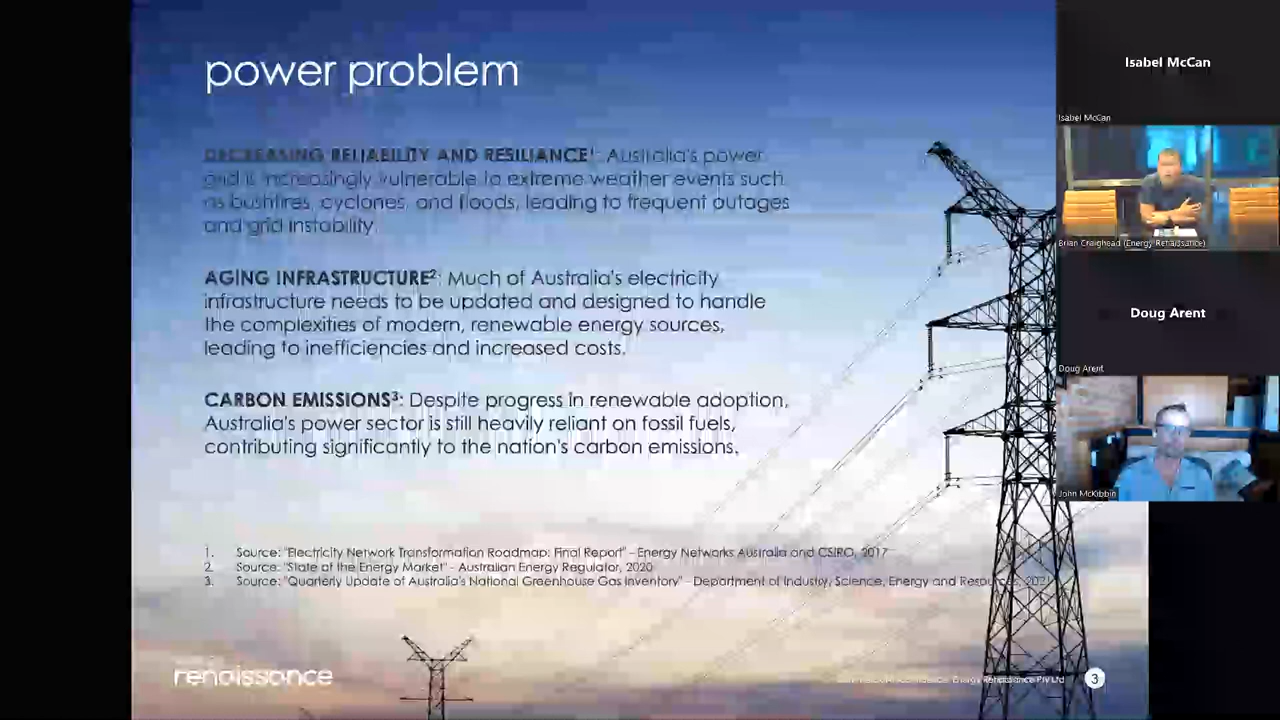 power problem
DECREASING RELIABILITY AND RESILIANCE¹: Australia's power
grid is increasingly vulnerable to extreme weather events such
as bushfires, cyclones, and floods, leading to frequent outages
and grid instability.
AGING INFRASTRUCTURE²: Much of Australia's electricity
infrastructure needs to be updated and designed to handle
the complexities of modern, renewable energy sources,
leading to inefficiencies and increased costs.
CARBON EMISSIONS³: Despite progress in renewable adoption,
Australia's power sector is still heavily reliant on fossil fuels,
contributing significantly to the nation's carbon emissions.
1. Source: "Electricity Network Transformation Roadmap: Final Report" - Energy Networks Australia and CSIRO, 2017
2. Source: "State of the Energy Market" - Australian Energy Regulator, 2020
3. Source: "Quarterly Update of Australia's National Greenhouse Gas Inventory" - Department of Industry, Science, Energy and Resources, 2021
renaissance
Energy Renaissance Pty Ltd
3
Isabel McCan
Isabel McCan
Brian Craighead (Energy Renaissance)
Doug Arent
Doug Arent
John McKibbin